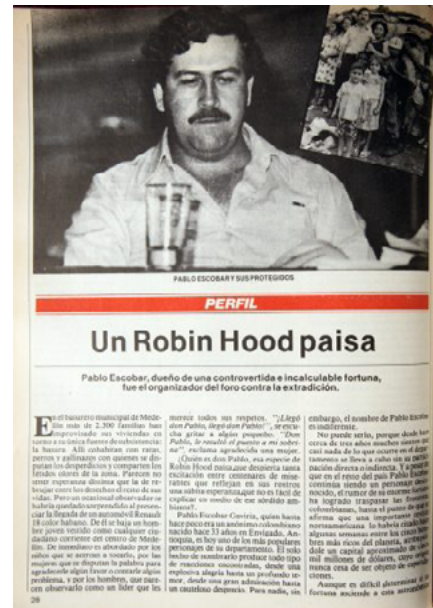 PABLO ESCOBAR Y SUS PROTEGIDOS
PERFIL
Un Robin Hood paisa
Pablo Escobar, dueño de una controvertida e incalculable fortuna,
fue el organizador del foro contra la extradición.
En el basurero municipal de Mede-
llín más de 2.300 familias han
improvisado sus viviendas en
torno a su única fuente de subsistencia:
la basura. Allí cohabitan con ratas,
perros y gallinazos con quienes se dis-
putan los desperdicios y comparten los
fétidos olores de la zona. Parecen no
tener esperanza distinta que la de re-
busjar entre los desechos el resto de sus
vidas. Pero un ocasional observador se
habría quedado sorprendido al presen-
ciar la llegada de un automóvil Renault
18 color habano. De él se baja un hom-
bre joven vestido como cualquier ciu-
dadano corriente del centro de Mede-
llín. De inmediato es abordado por los
niños que se acercan a tocarlo, por las
mujeres que se disputan la palabra para
agradecerle algún favor o contarle algún
problema, y por los hombres, que pare-
cen observarlo como un líder que les
28
merece todos sus respetos. "¡Llegó
don Pablo, llegó don Pablo!", se escu-
cha gritar a algún pequeño. "Don
Pablo, le resultó el puesto a mi sobri-
na", exclama agradecida una mujer.
¿Quién es don Pablo, esa especie de
Robin Hood paisa, que despierta tanta
excitación entre centenares de mise-
rables que reflejan en sus rostros
una súbita esperanza, que no es fácil de
explicar en medio de ese sórdido am-
biente?
Pablo Escobar Gaviria, quien hasta
hace poco era un anónimo colombiano
nacido hace 33 años en Envigado, An-
tioquia, es hoy uno de los más populares
personajes de su departamento. El solo
hecho de nombrarlo produce todo tipo
de reacciones encontradas, desde una
explosiva alegría hasta un profundo te-
mor, desde una gran admiración hasta
un cauteloso desprecio. Para nadie, sin
embargo, el nombre de Pablo Escobar
es indiferente.
No puede serlo, porque desde hace
cerca de tres años muchos sienten que
casi nada de lo que ocurre en el depar-
tamento se lleva a cabo sin su partici-
pación directa o indirecta. Y a pesar de
que en el resto del país Pablo Escobar
continúa siendo un personaje desco-
nocido, el rumor de su enorme fortuna
ha logrado traspasar las fronteras
colombianas, hasta el punto de que se
afirma que una importante revista
norteamericana lo habría citado hace
algunas semanas entre los cinco hom-
bres más ricos del planeta, atribuyén-
dole un capital aproximado de cinco
mil millones de dólares, cuyo origen
nunca cesa de ser objeto de especula-
ciones.
Aunque es difícil determinar si su
fortuna asciende a esta astronómica